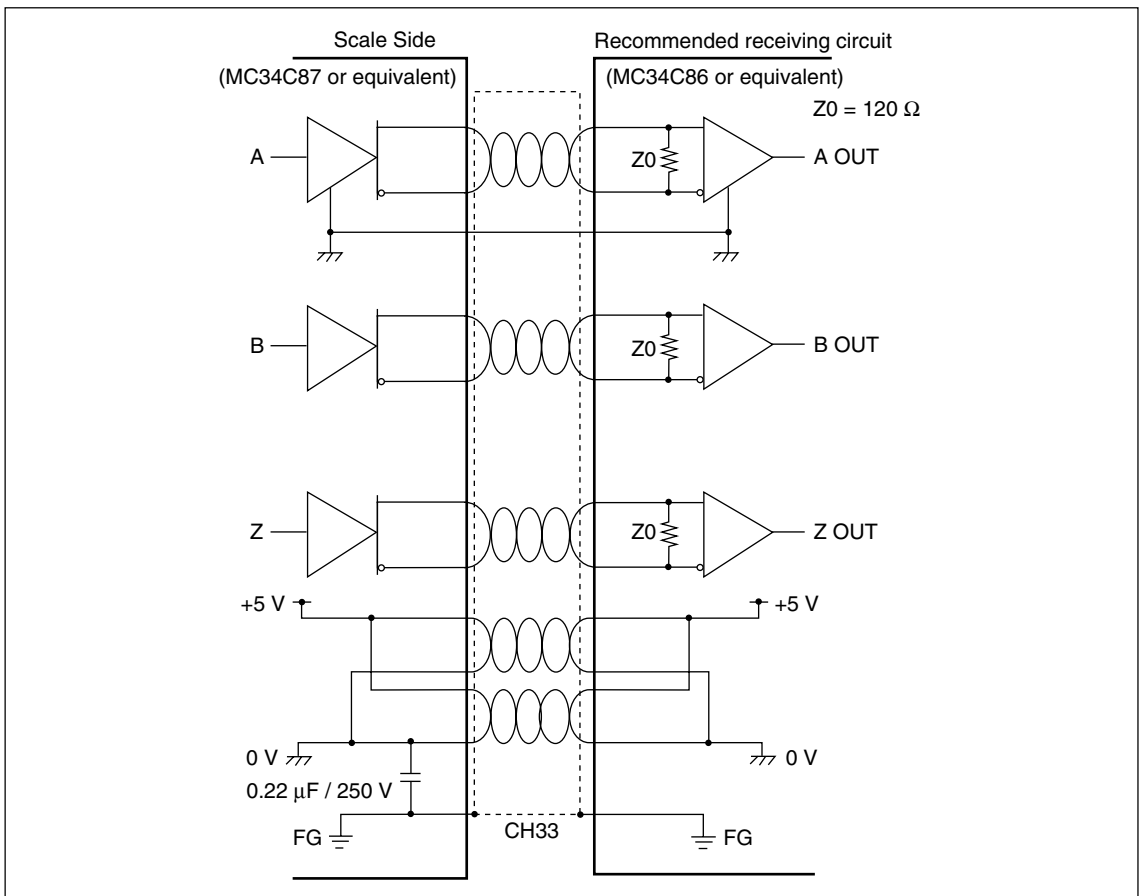 Scale Side
Recommended receiving circuit
(MC34C87 or equivalent)
(MC34C86 or equivalent)
Z0 = 120 Ω
A
Z0
A OUT
B
Z0
B OUT
Z
Z0
Z OUT
+5 V
+5 V
0 V
0 V
0.22 μF / 250 V
FG
CH33
FG